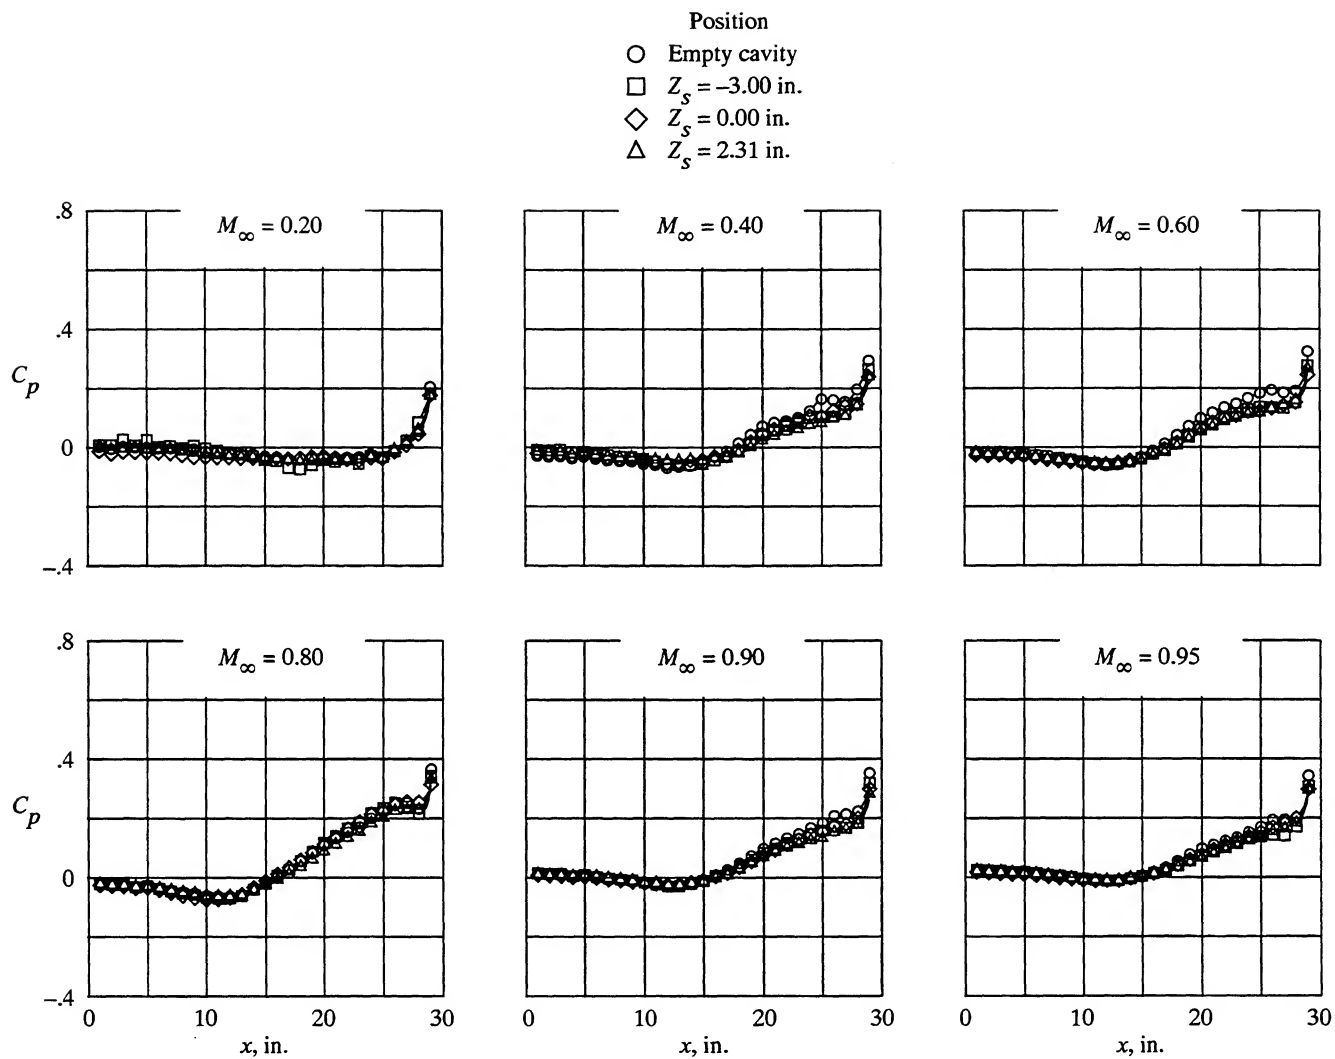 Position
Empty cavity
Z_s = –3.00 in.
Z_s = 0.00 in.
Z_s = 2.31 in.
M_∞ = 0.20
M_∞ = 0.40
M_∞ = 0.60
.8
.4
C_p
0
–.4
M_∞ = 0.80
M_∞ = 0.90
M_∞ = 0.95
.8
.4
C_p
0
–.4
0 10 20 30 0 10 20 30 0 10 20 30
x, in. x, in. x, in.